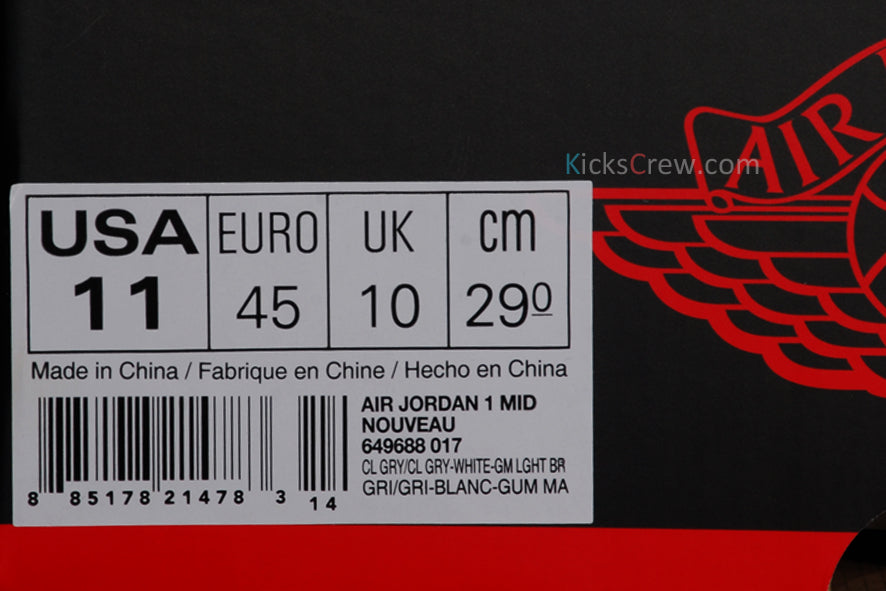 AIR
KicksCrew.com
USA EURO UK cm
11 45 10 29⁰
Made in China / Fabrique en Chine / Hecho en China
AIR JORDAN 1 MID
NOUVEAU
649688 017
CL GRY/CL GRY-WHITE-GM LGHT BR
GRI/GRI-BLANC-GUM MA
8 85178 21478 3 14